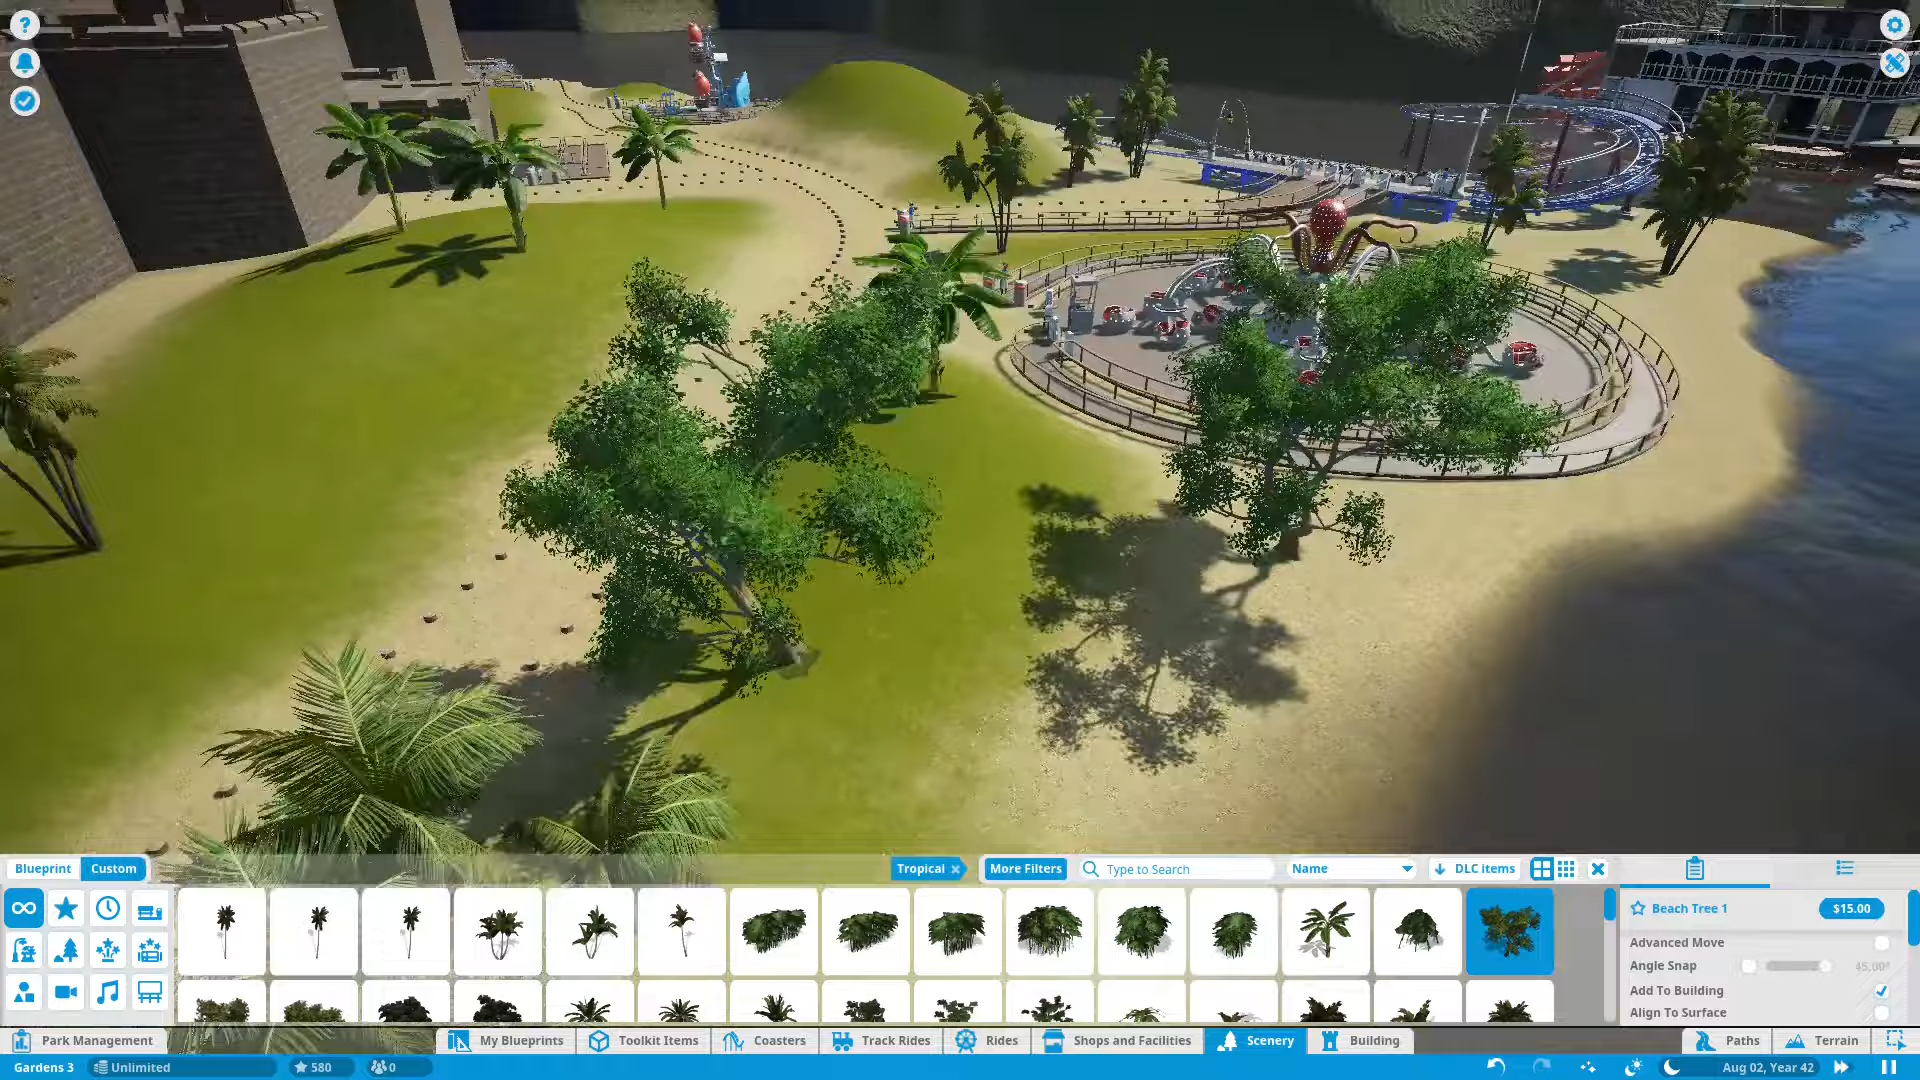 ?
Blueprint
Custom
Tropical ×
More Filters
Type to Search
Name
DLC items
Beach Tree 1
$15.00
Advanced Move
Angle Snap
45.00°
Add To Building
Align To Surface
Park Management
My Blueprints
Toolkit Items
Coasters
Track Rides
Rides
Shops and Facilities
Scenery
Building
Paths
Terrain
Gardens 3
Unlimited
580
0
Aug 02, Year 42